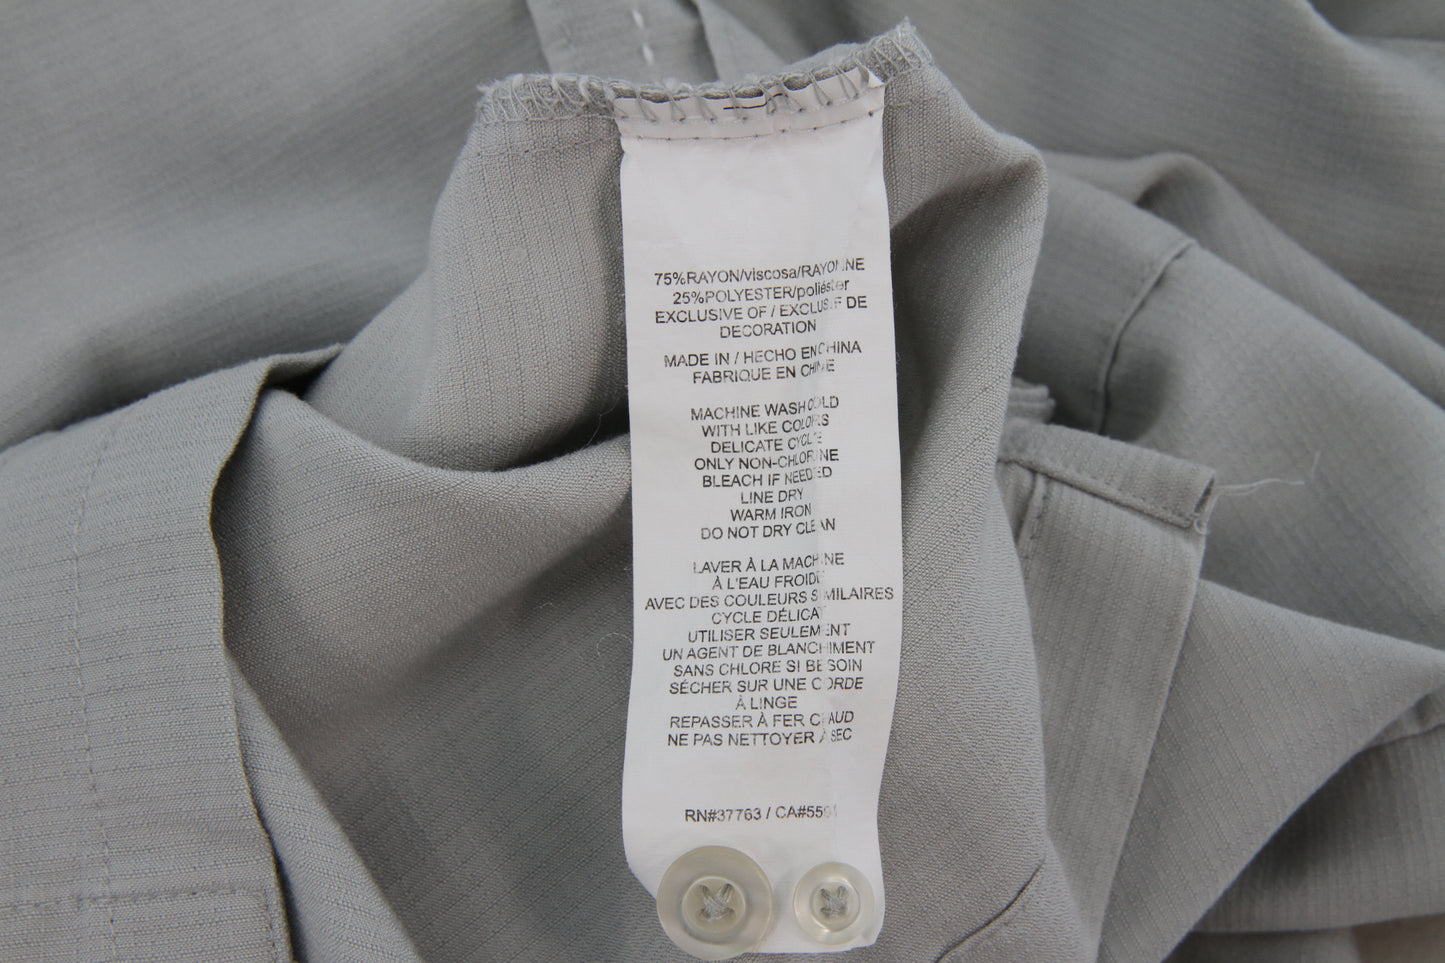 75%RAYON/viscosa/RAYONNE
25%POLYESTER/poliéster
EXCLUSIVE OF / EXCLUSIF DE
DECORATION
MADE IN / HECHO EN CHINA
FABRIQUE EN CHINE
MACHINE WASH COLD
WITH LIKE COLORS
DELICATE CYCLE
ONLY NON-CHLORINE
BLEACH IF NEEDED
LINE DRY
WARM IRON
DO NOT DRY CLEAN
LAVER À LA MACHINE
À L'EAU FROIDE
AVEC DES COULEURS SIMILAIRES
CYCLE DÉLICAT
UTILISER SEULEMENT
UN AGENT DE BLANCHIMENT
SANS CHLORE SI BESOIN
SÉCHER SUR UNE CORDE
À LINGE
REPASSER À FER CHAUD
NE PAS NETTOYER À SEC
RN#37763 /